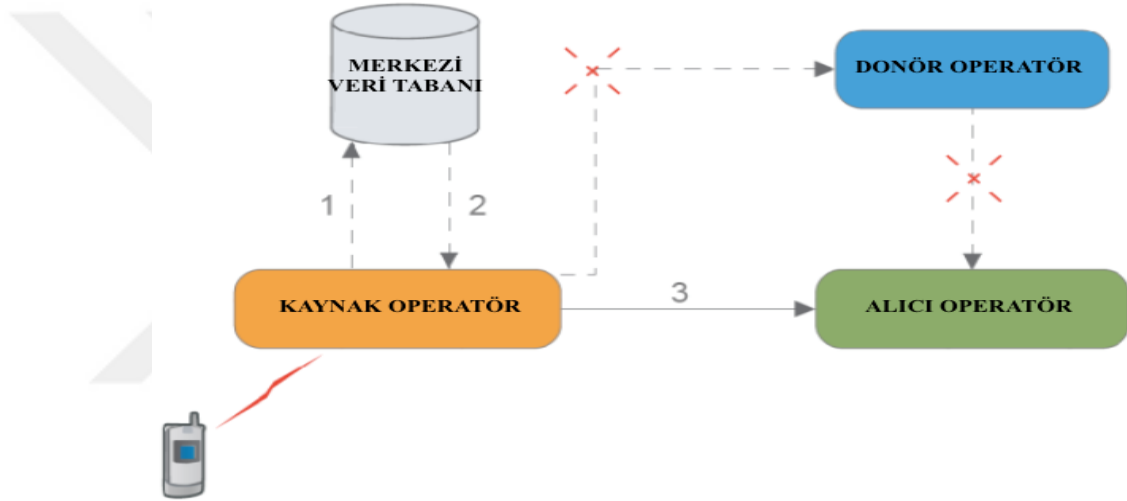 MERKEZİ
VERİ TABANI
DONÖR OPERATÖR
1
2
KAYNAK OPERATÖR
3
ALICI OPERATÖR